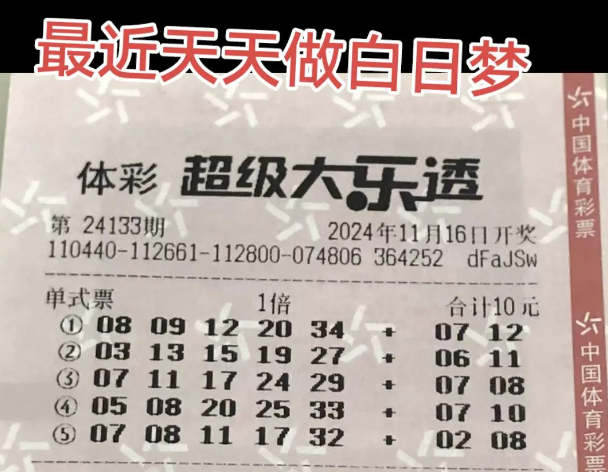 最近天天做白日梦
体彩 超级大乐透
第 24133期 2024年11月16日开奖
110440-112661-112800-074806 364252 dFaJSw
单式票 1倍 合计10元
① 08 09 12 20 34 + 07 12
② 03 13 15 19 27 + 06 11
③ 07 11 17 24 29 + 07 08
④ 05 08 20 25 33 + 07 10
⑤ 07 08 11 17 32 + 02 08
中国体育彩票
中国体育彩票